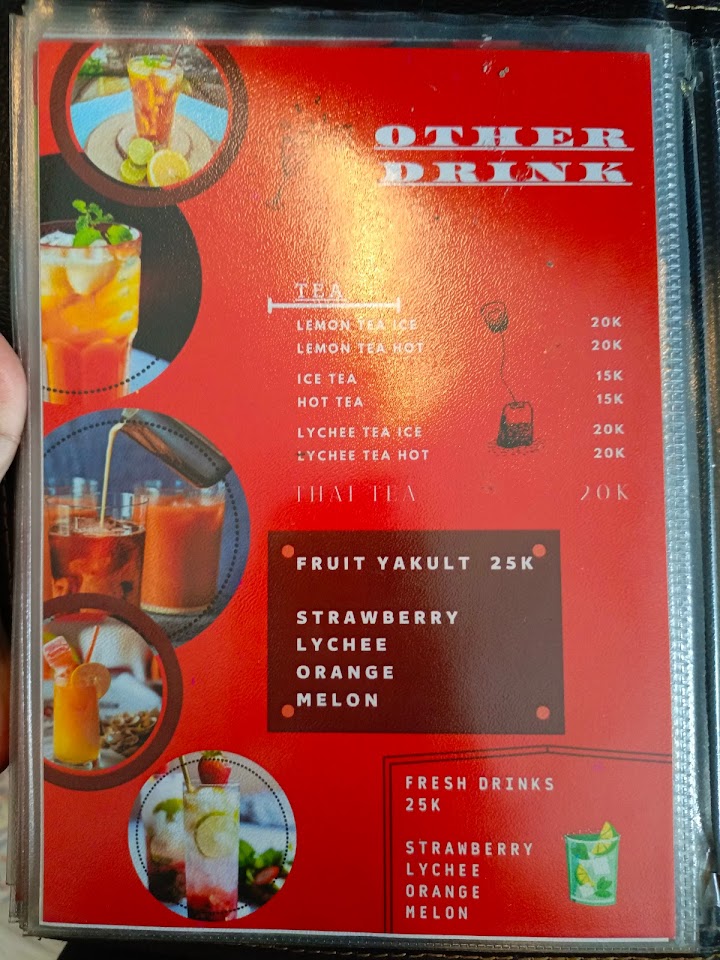 OTHER
DRINK
TEA
LEMON TEA ICE 20K
LEMON TEA HOT 20K
ICE TEA 15K
HOT TEA 15K
LYCHEE TEA ICE 20K
LYCHEE TEA HOT 20K
THAI TEA 20K
FRUIT YAKULT 25K
STRAWBERRY
LYCHEE
ORANGE
MELON
FRESH DRINKS
25K
STRAWBERRY
LYCHEE
ORANGE
MELON